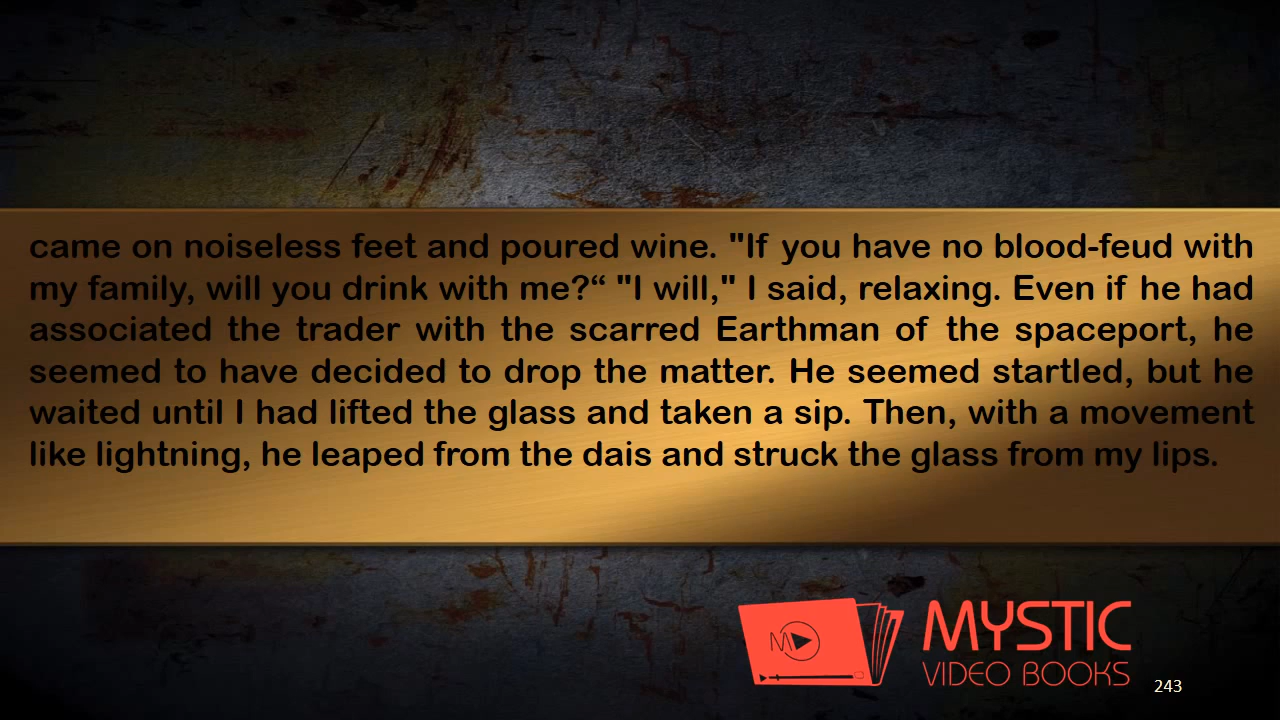 came on noiseless feet and poured wine. "If you have no blood-feud with
my family, will you drink with me?“ "I will," I said, relaxing. Even if he had
associated the trader with the scarred Earthman of the spaceport, he
seemed to have decided to drop the matter. He seemed startled, but he
waited until I had lifted the glass and taken a sip. Then, with a movement
like lightning, he leaped from the dais and struck the glass from my lips.
MYSTIC
VIDEO BOOKS
243